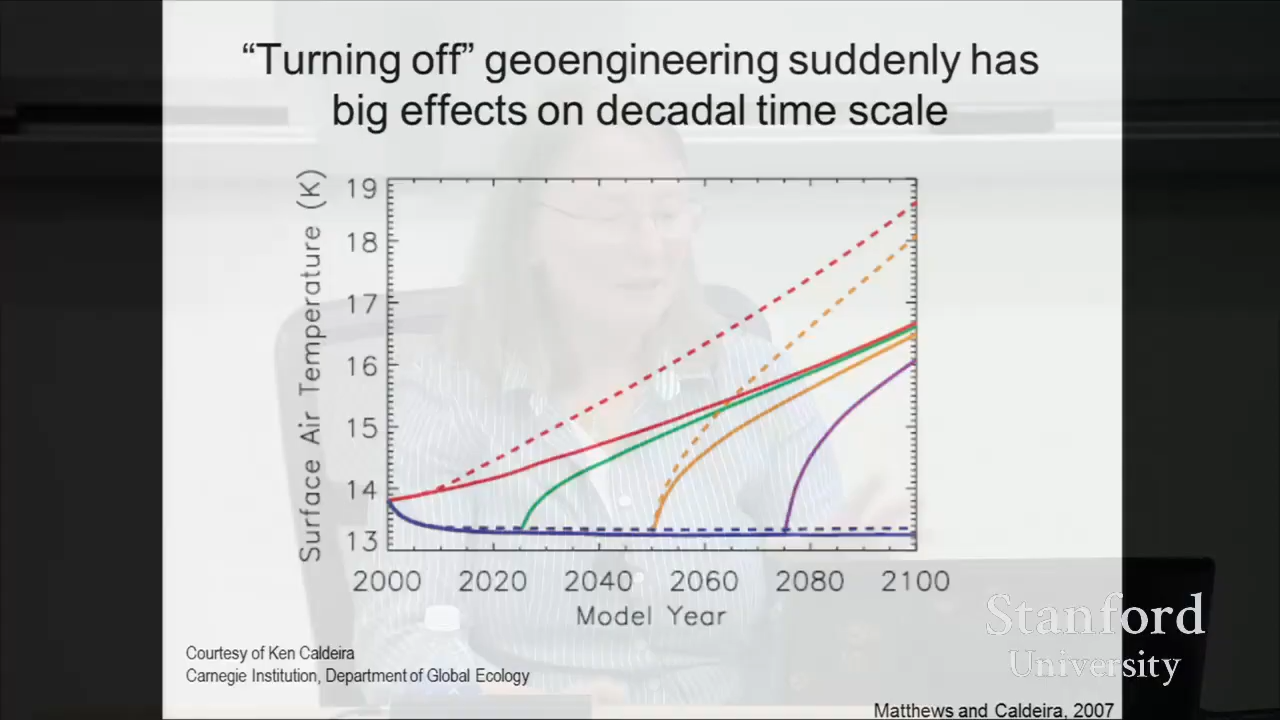 “Turning off” geoengineering suddenly has
big effects on decadal time scale
Surface Air Temperature (K)
19
18
17
16
15
14
13
2000 2020 2040 2060 2080 2100
Model Year
Courtesy of Ken Caldeira
Carnegie Institution, Department of Global Ecology
Stanford
University
Matthews and Caldeira, 2007